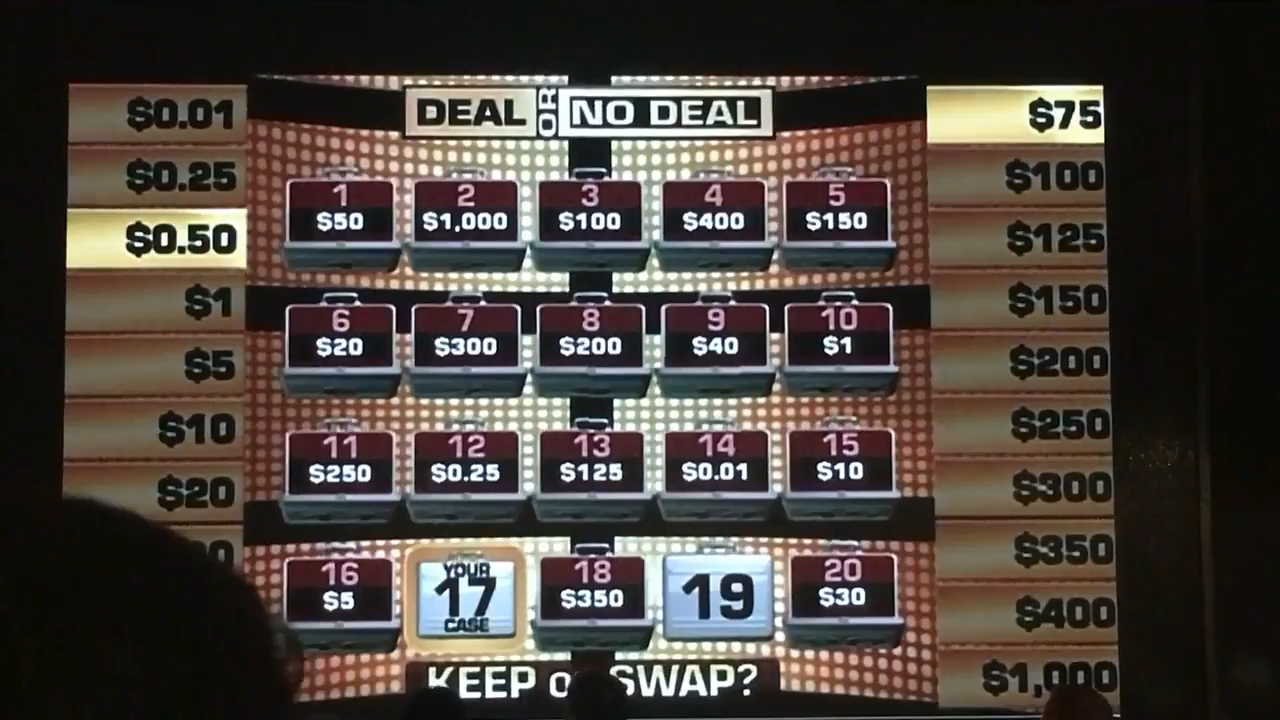 DEAL OR NO DEAL
$0.01
$0.25
$0.50
$1
$5
$10
$20
1 2 3 4 5
$50 $1,000 $100 $400 $150
6 7 8 9 10
$20 $300 $200 $40 $1
11 12 13 14 15
$250 $0.25 $125 $0.01 $10
16 YOUR 17 CASE 18 19 20
$5 $350 $30
KEEP or SWAP?
$75
$100
$125
$150
$200
$250
$300
$350
$400
$1,000